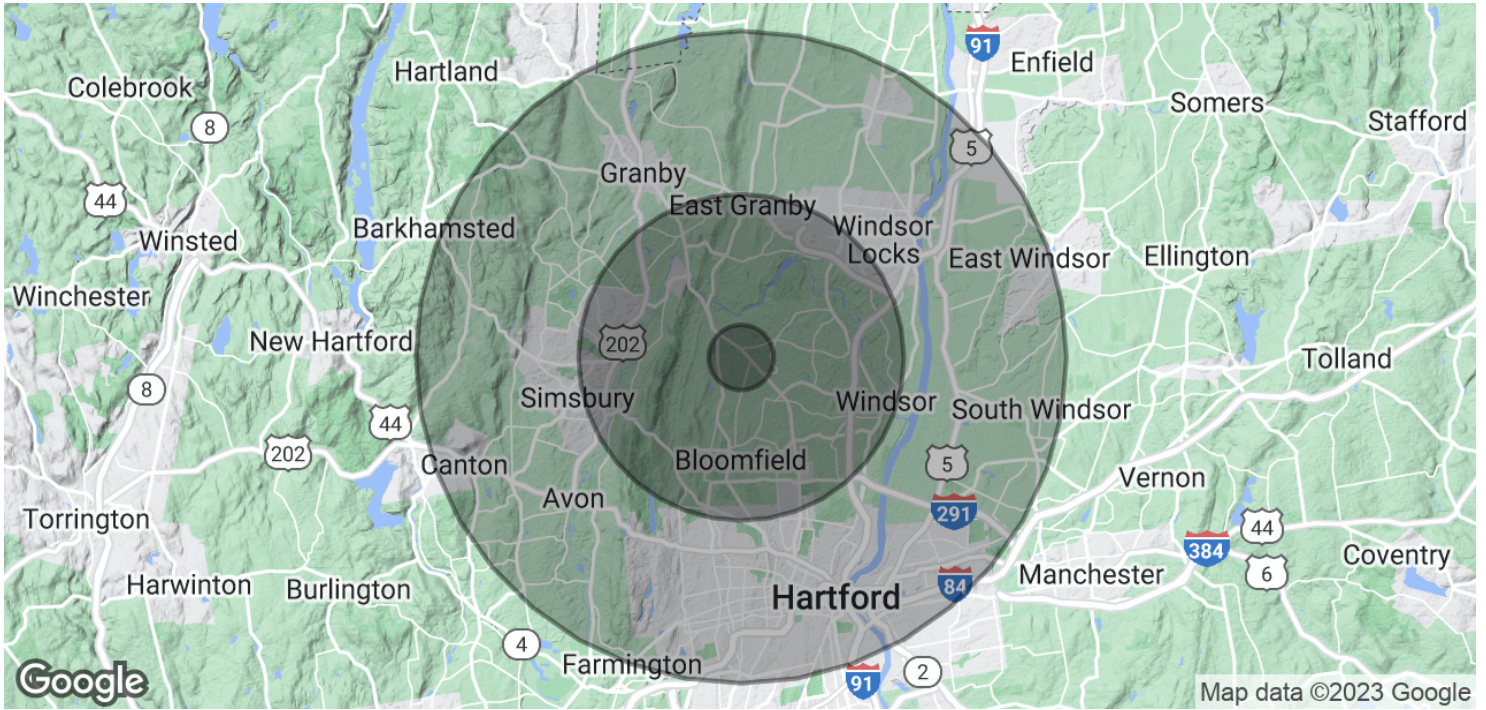 91
Enfield
Hartland
Colebrook
Somers
8
Stafford
5
Granby
44
East Granby
Barkhamsted
Windsor
Locks
Winsted
East Windsor
Ellington
Winchester
New Hartford
202
Tolland
8
Simsbury
Windsor
South Windsor
44
202
Canton
Bloomfield
5
Vernon
Avon
291
Torrington
44
384
Coventry
Manchester
6
Harwinton
Burlington
Hartford
84
4
Farmington
91
2
Google
Map data ©2023 Google